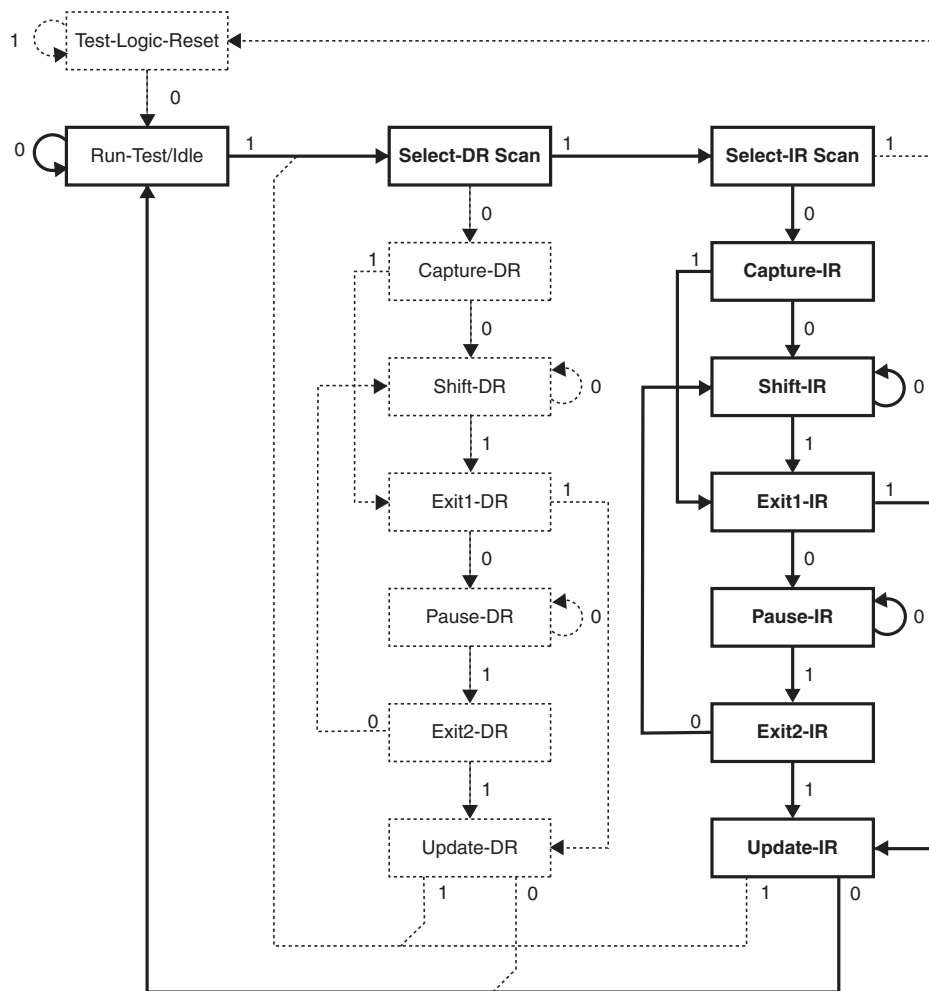 1 Test-Logic-Reset
0
0 Run-Test/Idle 1 Select-DR Scan 1 Select-IR Scan 1
0 0
1 Capture-DR 1 Capture-IR
0 0
Shift-DR 0 Shift-IR 0
1 1
Exit1-DR 1 Exit1-IR 1
0 0
Pause-DR 0 Pause-IR 0
1 1
0 Exit2-DR 0 Exit2-IR
1 1
Update-DR Update-IR
1 0 1 0